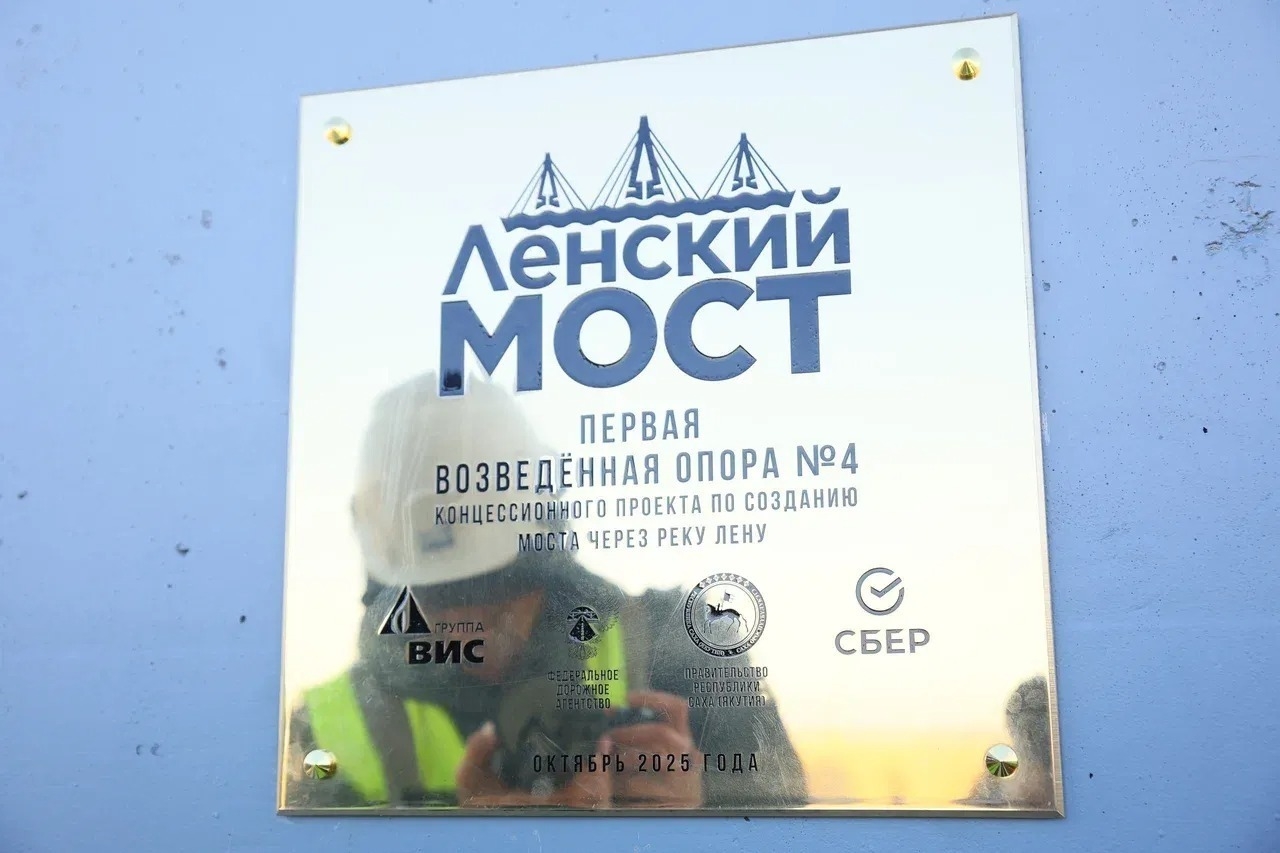 Ленский
МОСТ
ПЕРВАЯ
ВОЗВЕДЁННАЯ ОПОРА №4
КОНЦЕССИОННОГО ПРОЕКТА ПО СОЗДАНИЮ
МОСТА ЧЕРЕЗ РЕКУ ЛЕНУ
ГРУППА
ВИС
ФЕДЕРАЛЬНОЕ
ДОРОЖНОЕ
АГЕНТСТВО
ПРАВИТЕЛЬСТВО
РЕСПУБЛИКИ
САХА (ЯКУТИЯ)
СБЕР
ОКТЯБРЬ 2025 ГОДА